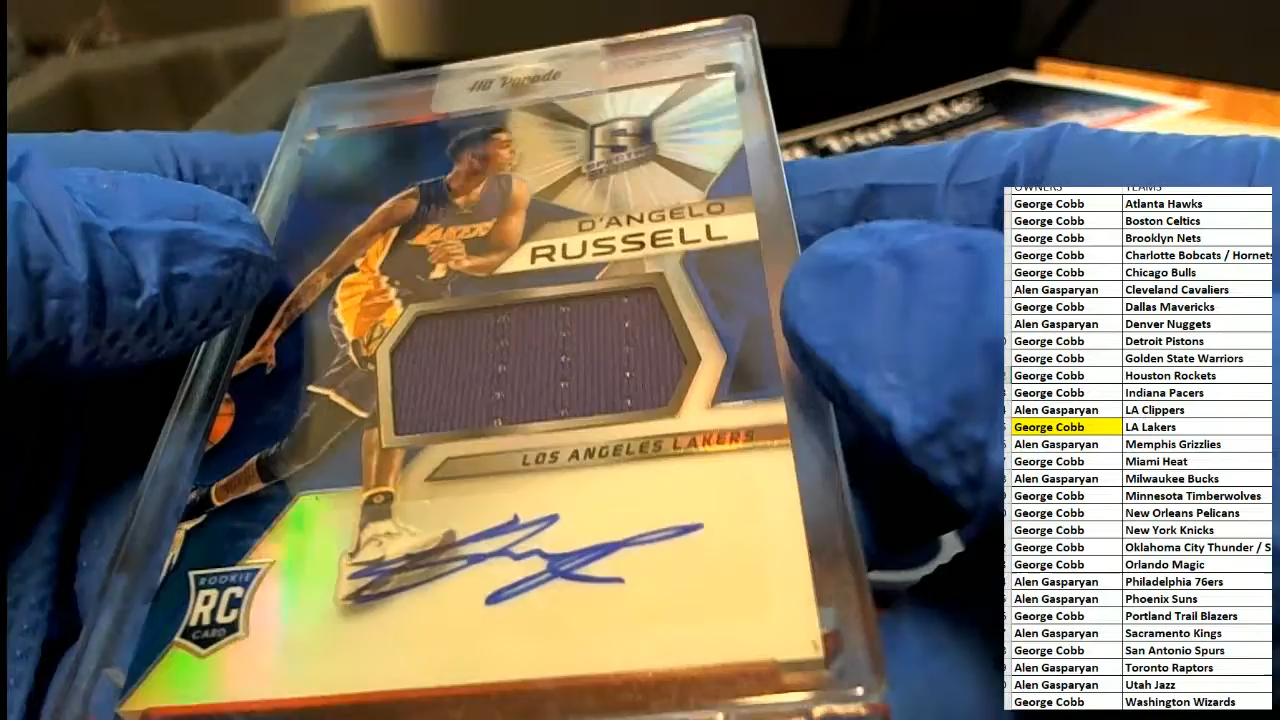 HD Parade
Parade
S
SPECTRA
D'ANGELO
RUSSELL
LAKERS
LOS ANGELES LAKERS
ROOKIE
RC
CARD
OWNERS TEAMS
George Cobb Atlanta Hawks
George Cobb Boston Celtics
George Cobb Brooklyn Nets
George Cobb Charlotte Bobcats / Hornets
George Cobb Chicago Bulls
Alen Gasparyan Cleveland Cavaliers
George Cobb Dallas Mavericks
Alen Gasparyan Denver Nuggets
George Cobb Detroit Pistons
George Cobb Golden State Warriors
George Cobb Houston Rockets
George Cobb Indiana Pacers
Alen Gasparyan LA Clippers
George Cobb LA Lakers
Alen Gasparyan Memphis Grizzlies
George Cobb Miami Heat
Alen Gasparyan Milwaukee Bucks
George Cobb Minnesota Timberwolves
George Cobb New Orleans Pelicans
George Cobb New York Knicks
George Cobb Oklahoma City Thunder / S
George Cobb Orlando Magic
Alen Gasparyan Philadelphia 76ers
Alen Gasparyan Phoenix Suns
George Cobb Portland Trail Blazers
Alen Gasparyan Sacramento Kings
George Cobb San Antonio Spurs
Alen Gasparyan Toronto Raptors
Alen Gasparyan Utah Jazz
George Cobb Washington Wizards